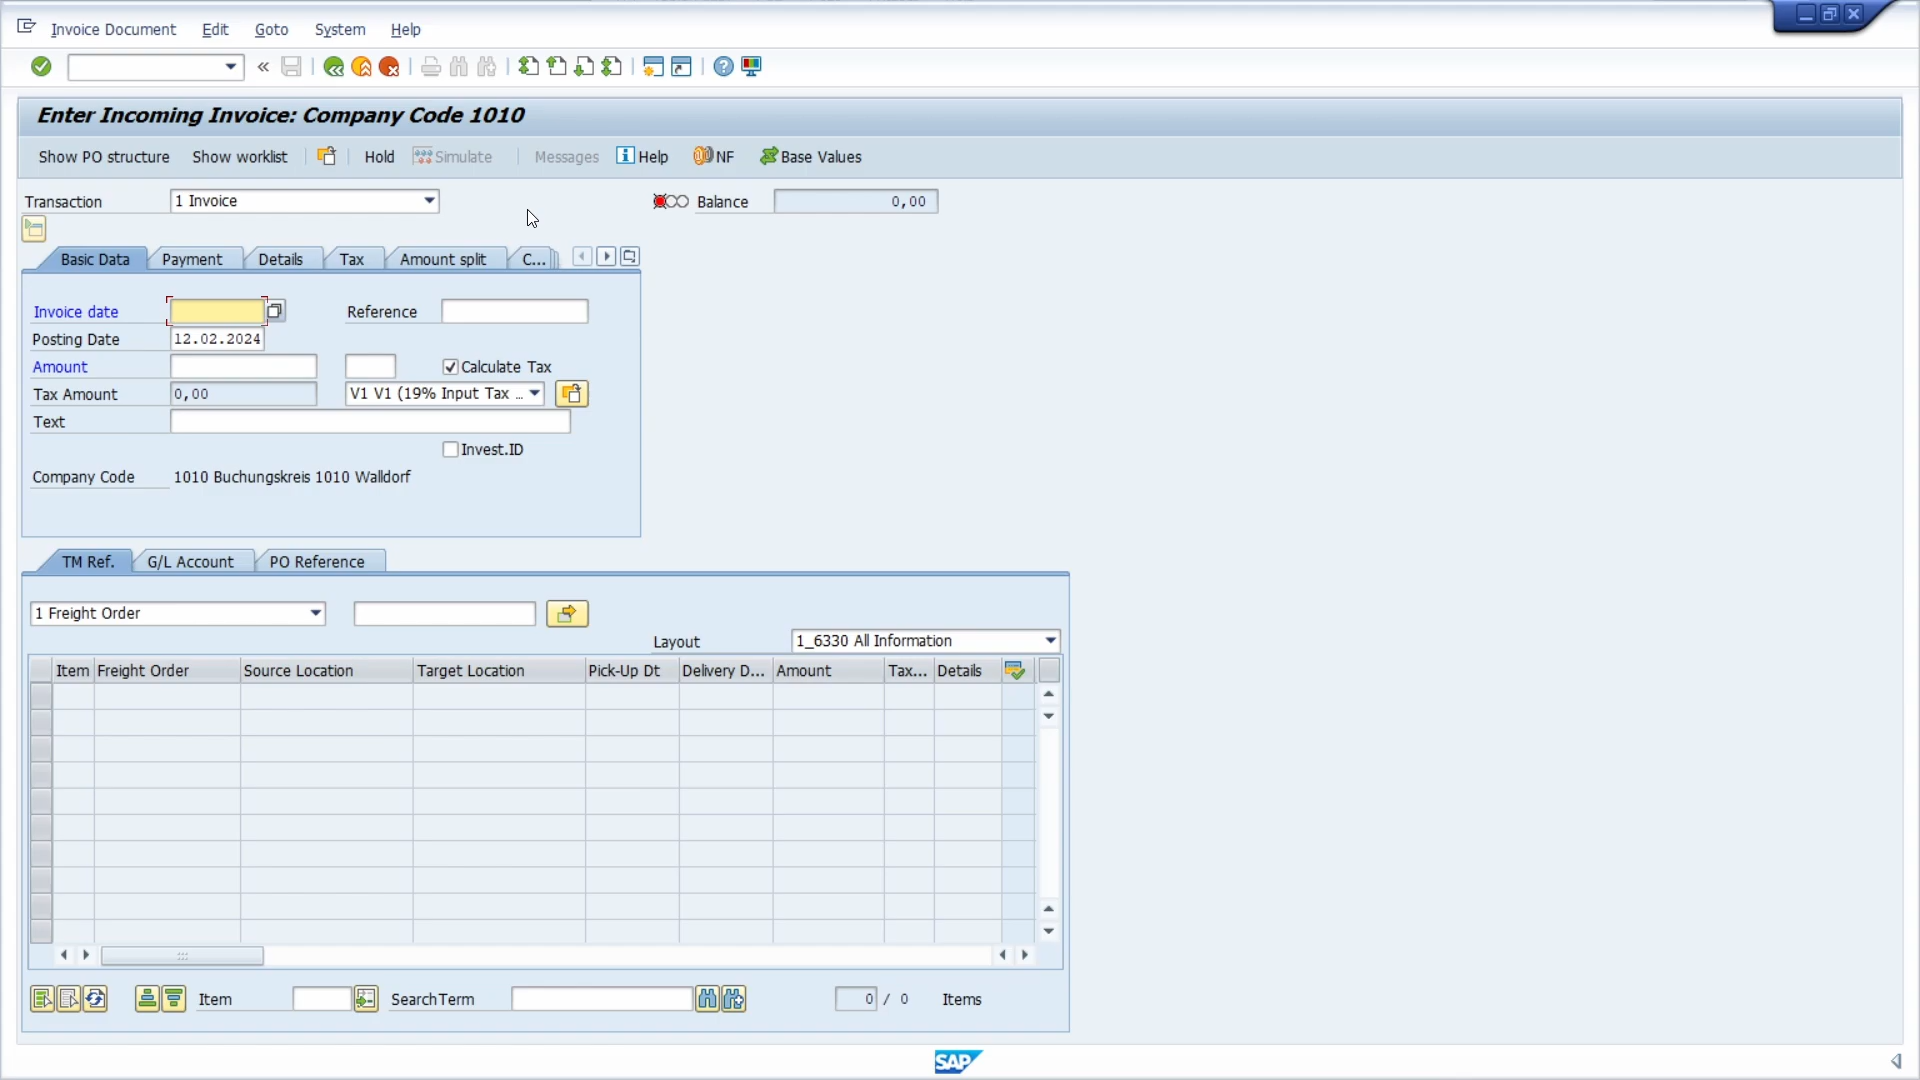 Invoice Document Edit Goto System Help
«
Enter Incoming Invoice: Company Code 1010
Show PO structure Show worklist Hold Simulate Messages Help NF Base Values
Transaction 1 Invoice Balance 0,00
Basic Data Payment Details Tax Amount split C...
Invoice date Reference
Posting Date 12.02.2024
Amount Calculate Tax
Tax Amount 0,00 V1 V1 (19% Input Tax ...
Text
Invest.ID
Company Code 1010 Buchungskreis 1010 Walldorf
TM Ref. G/L Account PO Reference
1 Freight Order
Layout 1_6330 All Information
Item Freight Order Source Location Target Location Pick-Up Dt Delivery D... Amount Tax... Details
Item SearchTerm 0 / 0 Items
SAP